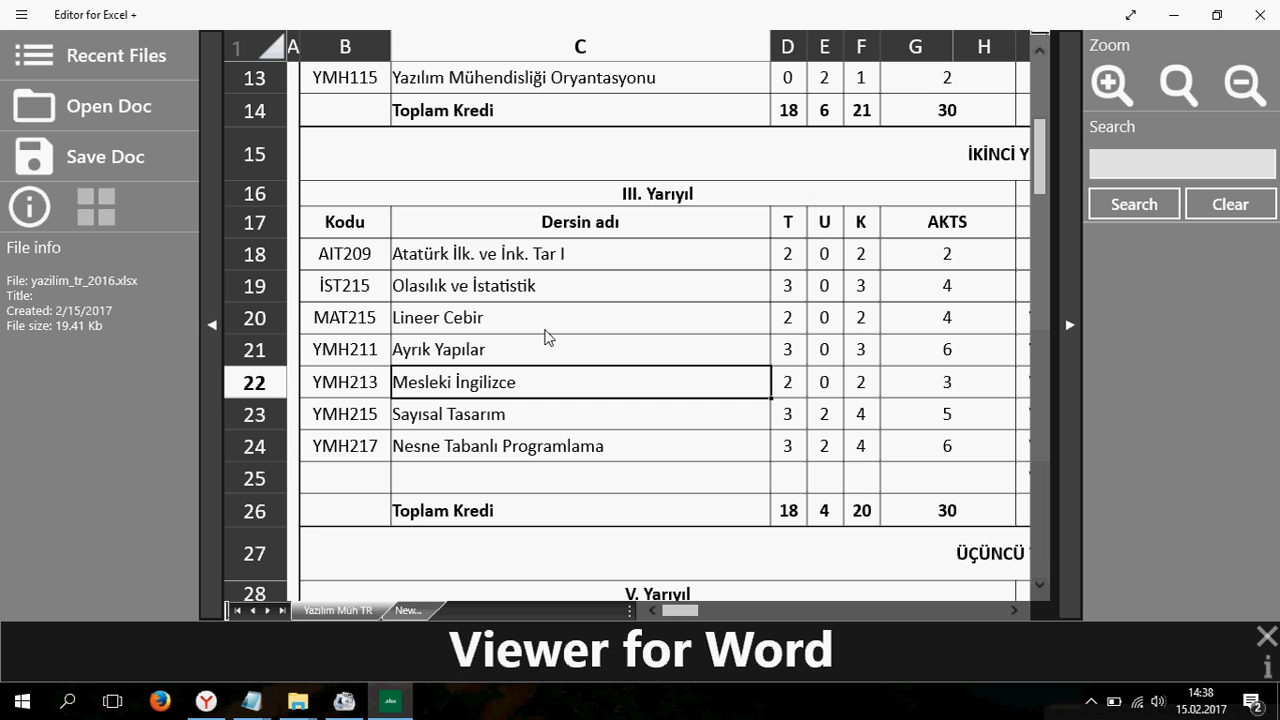 Editor for Excel +
Recent Files
Open Doc
Save Doc
File info
File: yazilim_tr_2016.xlsx
Title:
Created: 2/15/2017
File size: 19.41 Kb
1 A B C D E F G H
13 YMH115 Yazılım Mühendisliği Oryantasyonu 0 2 1 2
14 Toplam Kredi 18 6 21 30
15 İKİNCİ Y
16 III. Yarıyıl
17 Kodu Dersin adı T U K AKTS
18 AIT209 Atatürk İlk. ve İnk. Tar I 2 0 2 2
19 İST215 Olasılık ve İstatistik 3 0 3 4
20 MAT215 Lineer Cebir 2 0 2 4
21 YMH211 Ayrık Yapılar 3 0 3 6
22 YMH213 Mesleki İngilizce 2 0 2 3
23 YMH215 Sayısal Tasarım 3 2 4 5
24 YMH217 Nesne Tabanlı Programlama 3 2 4 6
25
26 Toplam Kredi 18 4 20 30
27 ÜÇÜNCÜ
28 V. Yarıyıl
Yazılım Müh TR New...
Zoom
Search
Search Clear
Viewer for Word
14:38
15.02.2017
2